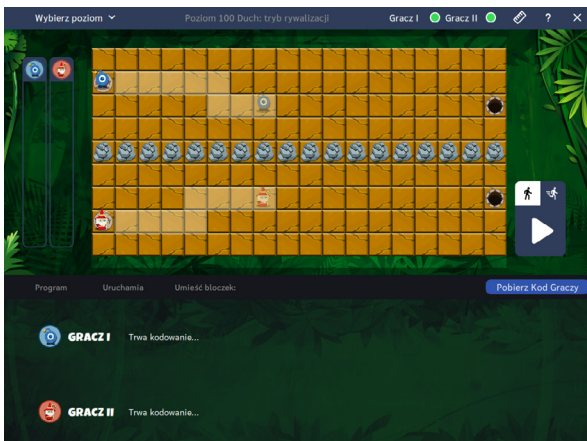 Wybierz poziom Poziom 100 Duch: tryb rywalizacji Gracz I Gracz II ? ✕
Program Uruchamia Umieść bloczek: Pobierz Kod Graczy
GRACZ I Trwa kodowanie...
GRACZ II Trwa kodowanie...